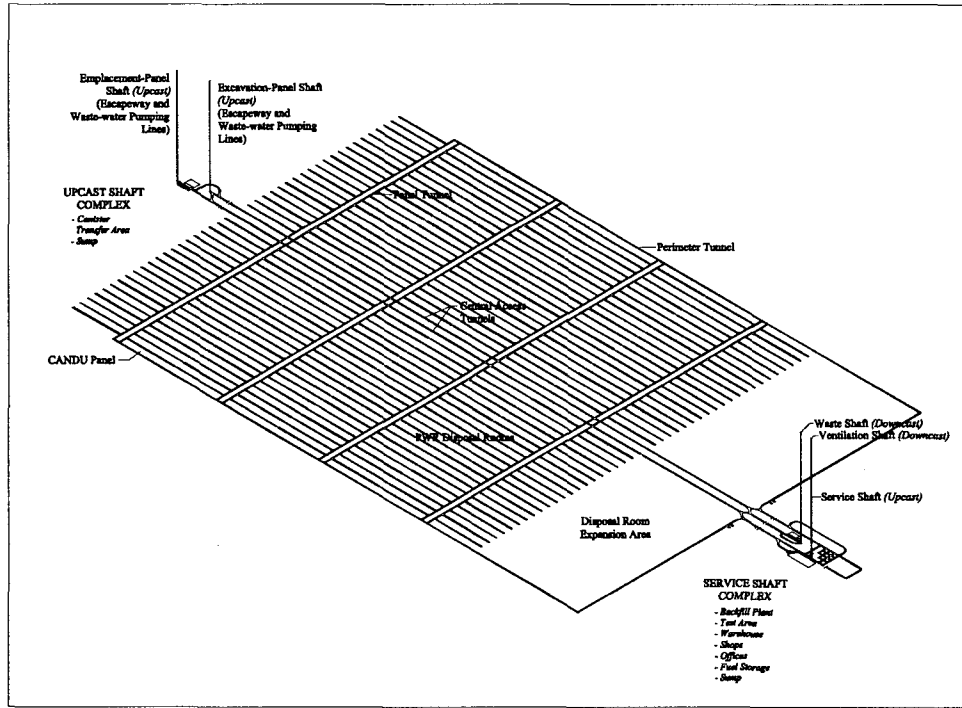 Emplacement-Panel
Shaft (Upcast)
(Escapeway and
Waste-water Pumping
Lines)
Excavation-Panel Shaft
(Upcast)
(Escapeway and
Waste-water Pumping
Lines)
UPCAST SHAFT
COMPLEX
- Canister
Transfer Area
- Sump
Panel Tunnel
Perimeter Tunnel
Central Access
Tunnels
CANDU Panel
PWR Disposal Rooms
Waste Shaft (Downcast)
Ventilation Shaft (Downcast)
Service Shaft (Upcast)
Disposal Room
Expansion Area
SERVICE SHAFT
COMPLEX
- Backfill Plant
- Test Area
- Warehouse
- Shops
- Offices
- Fuel Storage
- Sump